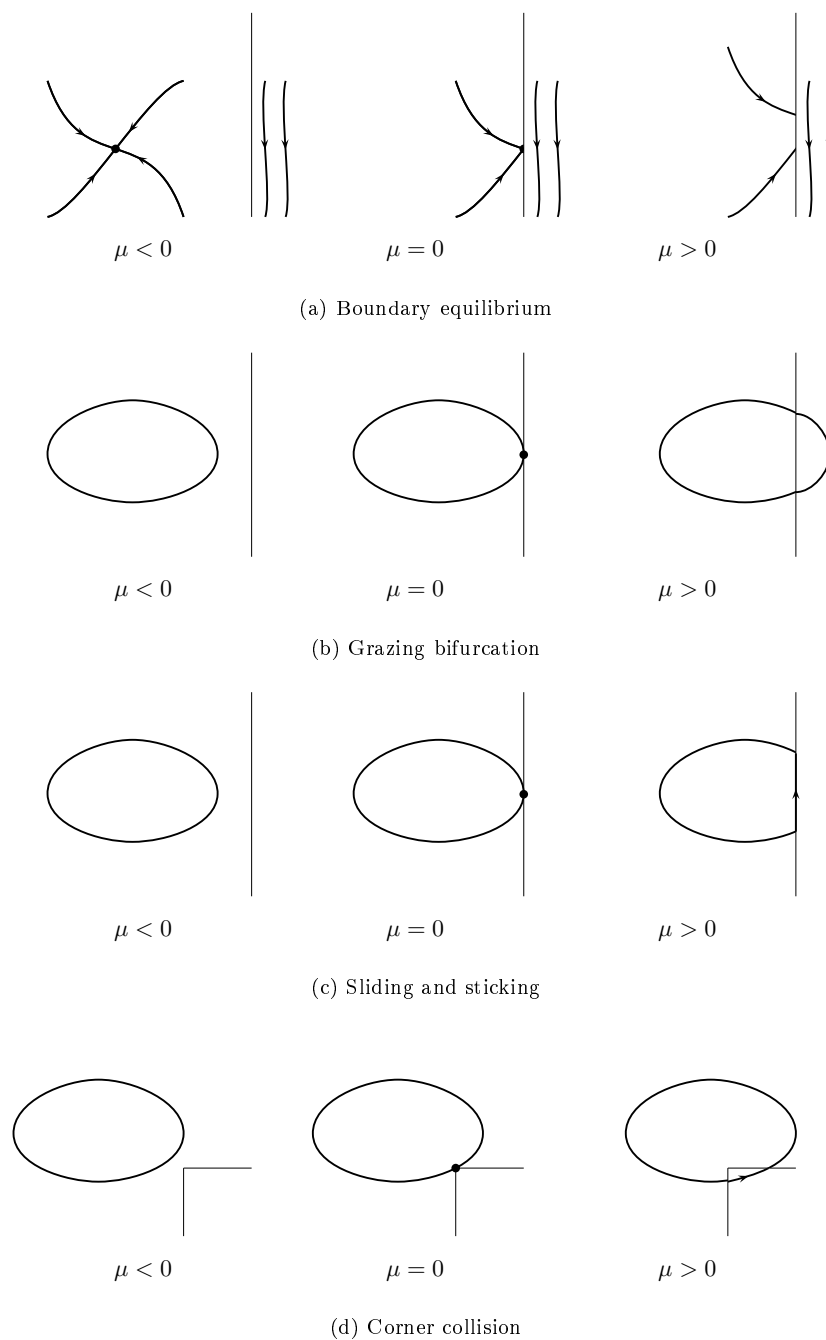 μ < 0 μ = 0 μ > 0
(a) Boundary equilibrium
μ < 0 μ = 0 μ > 0
(b) Grazing bifurcation
μ < 0 μ = 0 μ > 0
(c) Sliding and sticking
μ < 0 μ = 0 μ > 0
(d) Corner collision